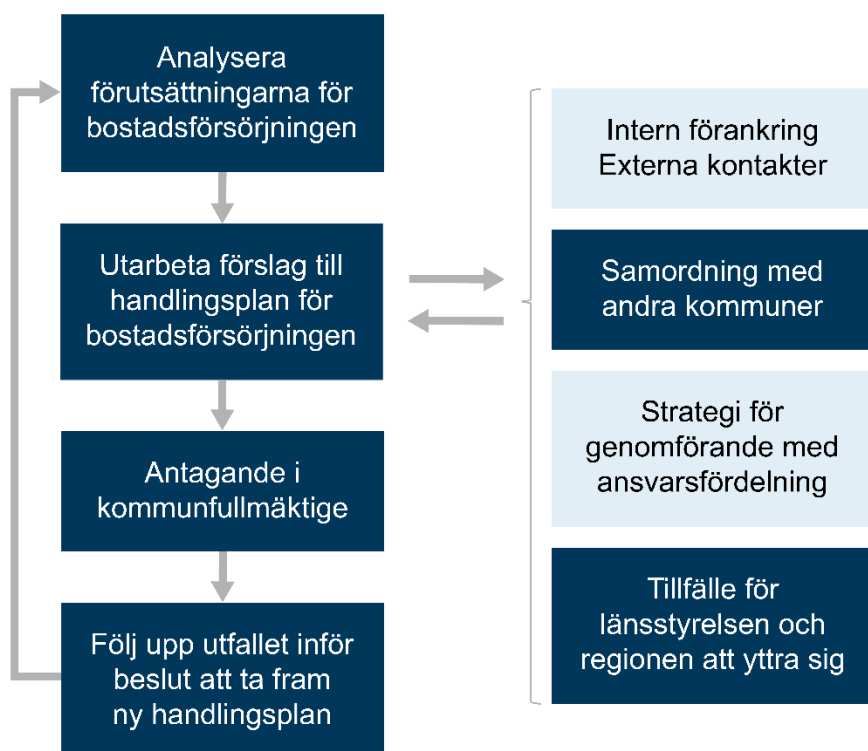 Analysera
förutsättningarna för
bostadsförsörjningen
Utarbeta förslag till
handlingsplan för
bostadsförsörjningen
Antagande i
kommunfullmäktige
Följ upp utfallet inför
beslut att ta fram
ny handlingsplan
Intern förankring
Externa kontakter
Samordning med
andra kommuner
Strategi för
genomförande med
ansvarsfördelning
Tillfälle för
länsstyrelsen och
regionen att yttra sig